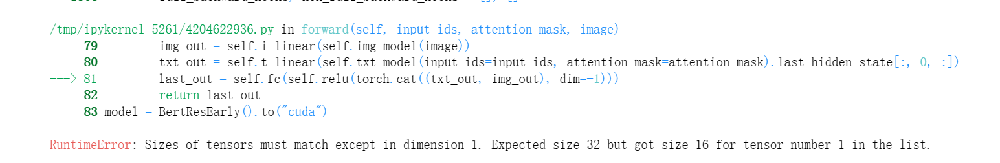 /tmp/ipykernel_5261/4204622936.py in forward(self, input_ids, attention_mask, image)
79 img_out = self.i_linear(self.img_model(image))
80 txt_out = self.t_linear(self.txt_model(input_ids=input_ids, attention_mask=attention_mask).last_hidden_state[:, 0, :])
---> 81 last_out = self.fc(self.relu(torch.cat((txt_out, img_out), dim=-1)))
82 return last_out
83 model = BertResEarly().to("cuda")
RuntimeError: Sizes of tensors must match except in dimension 1. Expected size 32 but got size 16 for tensor number 1 in the list.